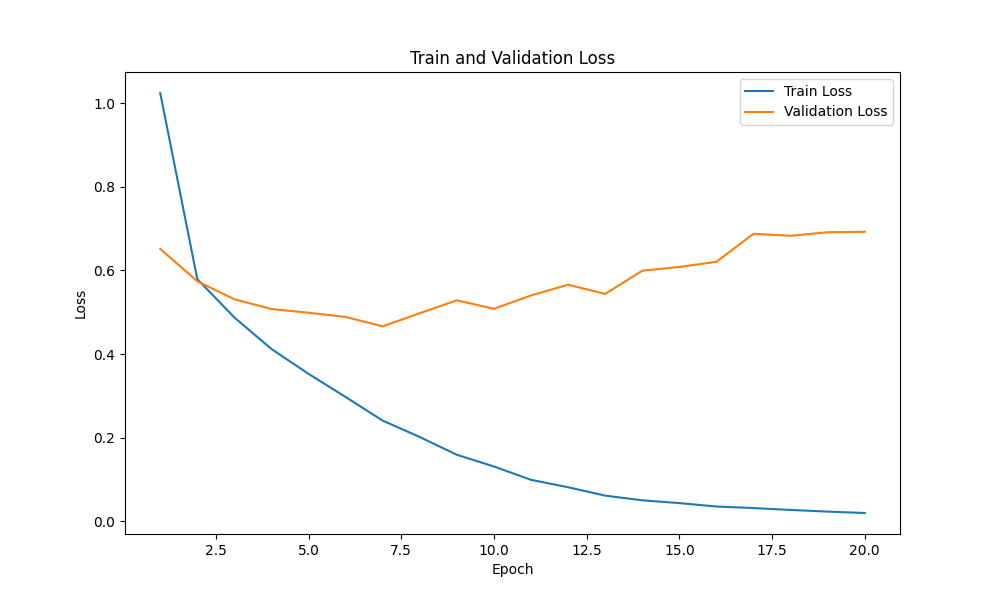 Train and Validation Loss
Train Loss
Validation Loss
1.0
0.8
0.6
0.4
0.2
0.0
Loss
2.5 5.0 7.5 10.0 12.5 15.0 17.5 20.0
Epoch